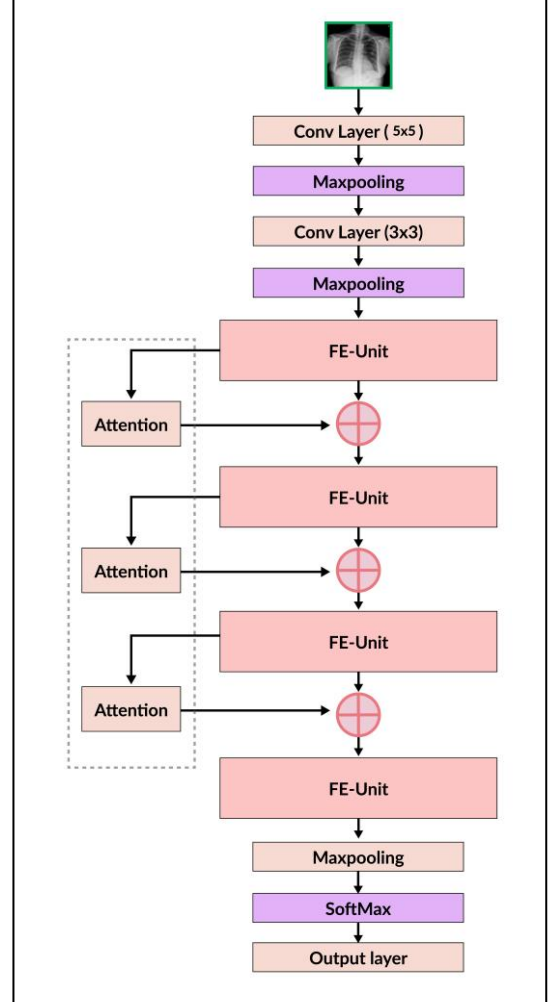 Conv Layer ( 5x5 )
Maxpooling
Conv Layer (3x3)
Maxpooling
FE-Unit
Attention
FE-Unit
Attention
FE-Unit
Attention
FE-Unit
Maxpooling
SoftMax
Output layer